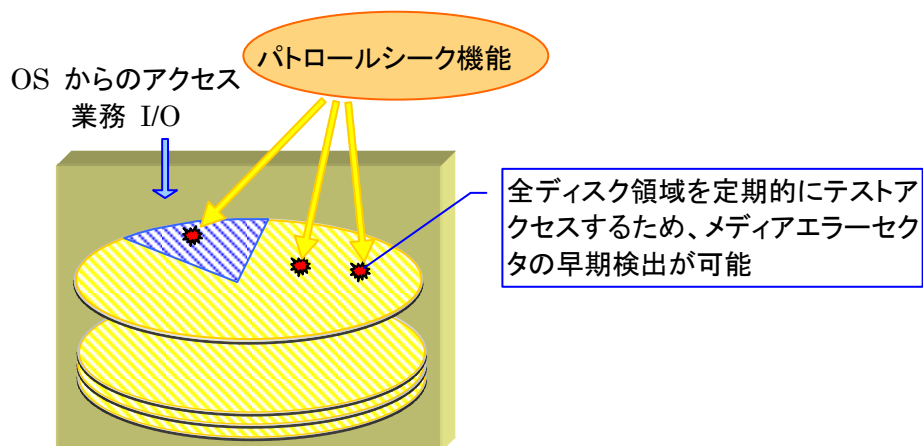 パトロールシーク機能
OS からのアクセス
業務 I/O
全ディスク領域を定期的にテストア
クセスするため、メディアエラーセク
タの早期検出が可能